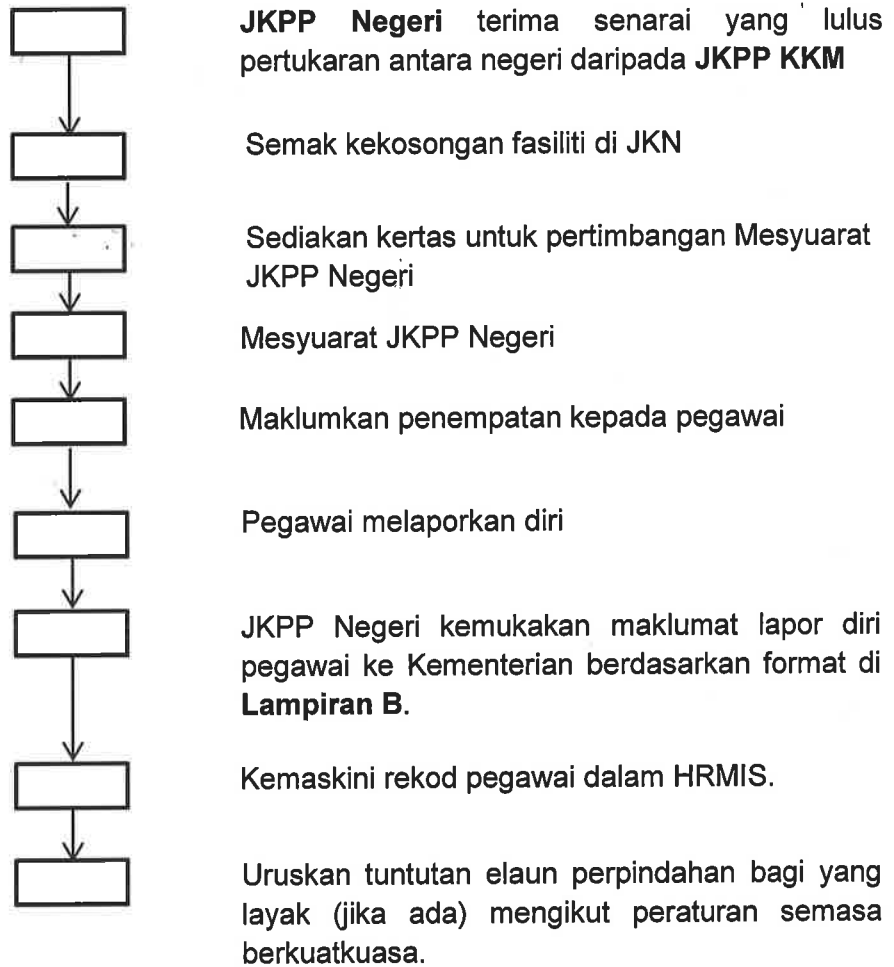 JKPP Negeri terima senarai yang lulus
pertukaran antara negeri daripada JKPP KKM
Semak kekosongan fasiliti di JKN
Sediakan kertas untuk pertimbangan Mesyuarat
JKPP Negeri
Mesyuarat JKPP Negeri
Maklumkan penempatan kepada pegawai
Pegawai melaporkan diri
JKPP Negeri kemukakan maklumat lapor diri
pegawai ke Kementerian berdasarkan format di
Lampiran B.
Kemaskini rekod pegawai dalam HRMIS.
Uruskan tuntutan elaun perpindahan bagi yang
layak (jika ada) mengikut peraturan semasa
berkuatkuasa.